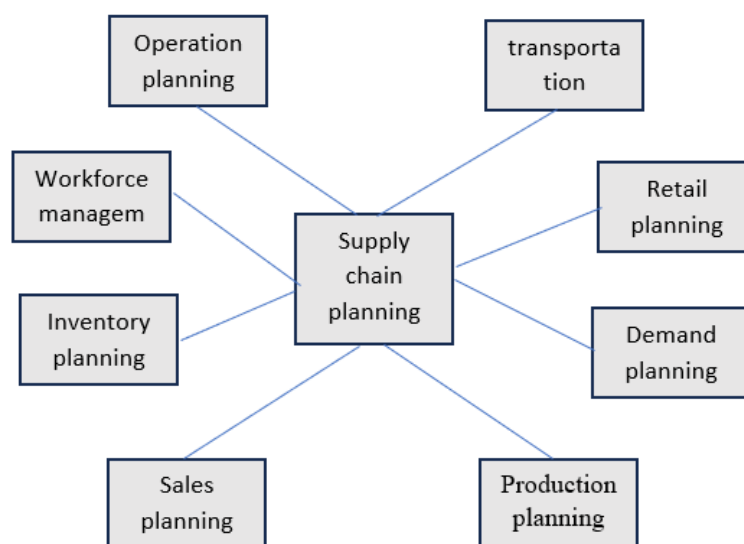 Operation
planning
transporta
tion
Workforce
managem
Retail
planning
Supply
chain
planning
Inventory
planning
Demand
planning
Sales
planning
Production
planning